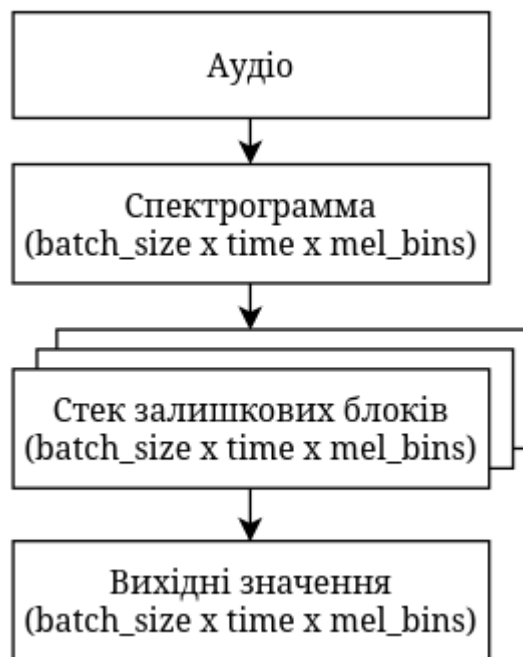 Аудіо
Спектрограмма
(batch_size x time x mel_bins)
Стек залишкових блоків
(batch_size x time x mel_bins)
Вихідні значення
(batch_size x time x mel_bins)